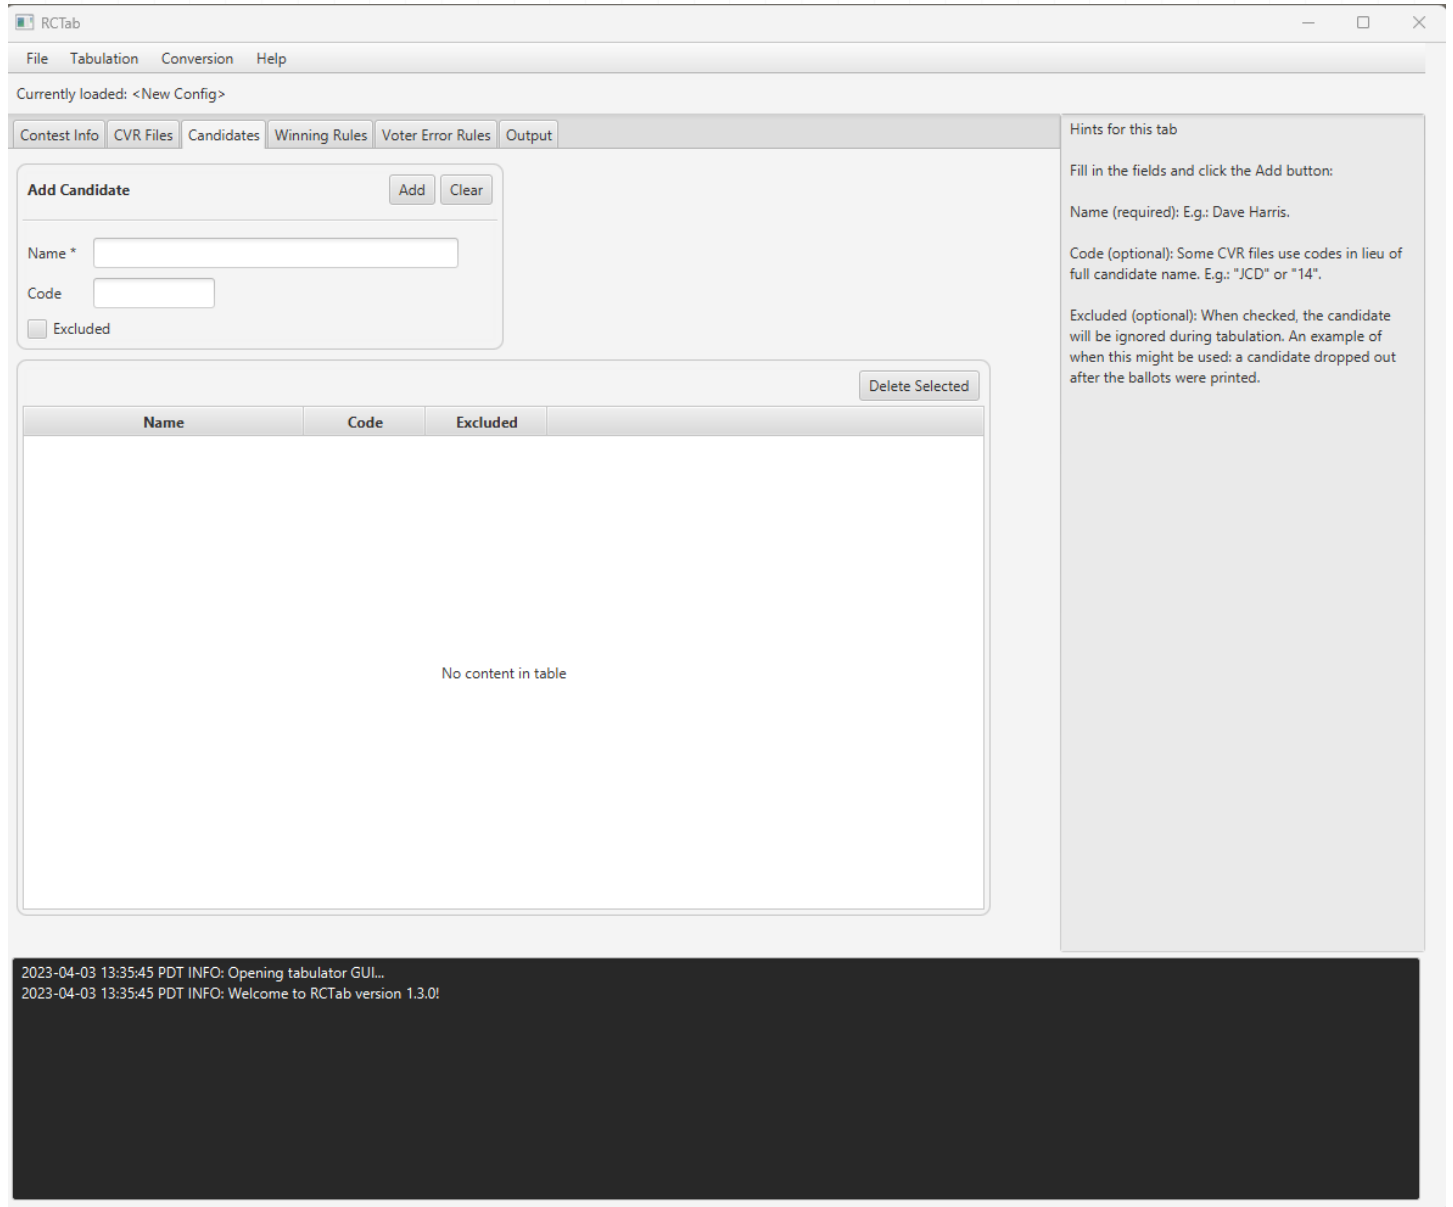 RCTab
File Tabulation Conversion Help
Currently loaded: <New Config>
Contest Info CVR Files Candidates Winning Rules Voter Error Rules Output
Add Candidate Add Clear
Name *
Code
Excluded
Delete Selected
Name Code Excluded
No content in table
Hints for this tab
Fill in the fields and click the Add button:
Name (required): E.g.: Dave Harris.
Code (optional): Some CVR files use codes in lieu of
full candidate name. E.g.: "JCD" or "14".
Excluded (optional): When checked, the candidate
will be ignored during tabulation. An example of
when this might be used: a candidate dropped out
after the ballots were printed.
2023-04-03 13:35:45 PDT INFO: Opening tabulator GUI...
2023-04-03 13:35:45 PDT INFO: Welcome to RCTab version 1.3.0!